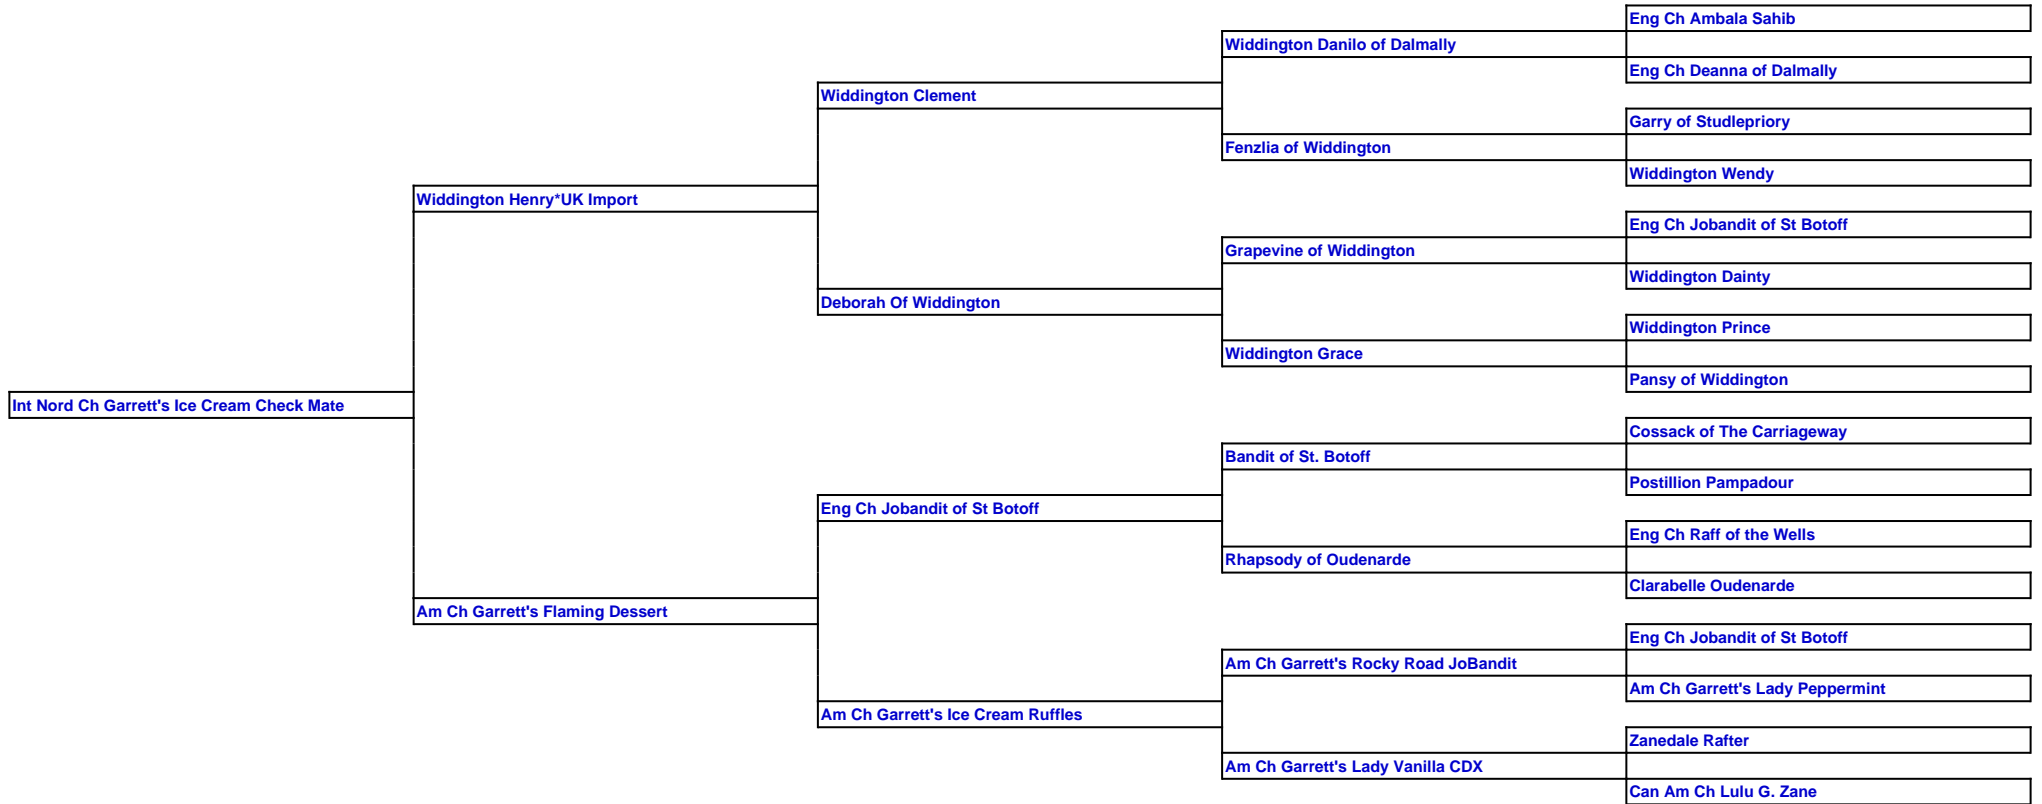 Eng Ch Ambala Sahib
Widdington Danilo of Dalmally
Eng Ch Deanna of Dalmally
Widdington Clement
Garry of Studlepriory
Fenzlia of Widdington
Widdington Wendy
Widdington Henry*UK Import
Eng Ch Jobandit of St Botoff
Grapevine of Widdington
Widdington Dainty
Deborah Of Widdington
Widdington Prince
Widdington Grace
Pansy of Widdington
Int Nord Ch Garrett's Ice Cream Check Mate
Cossack of The Carriageway
Bandit of St. Botoff
Postillion Pampadour
Eng Ch Jobandit of St Botoff
Eng Ch Raff of the Wells
Rhapsody of Oudenarde
Clarabelle Oudenarde
Am Ch Garrett's Flaming Dessert
Eng Ch Jobandit of St Botoff
Am Ch Garrett's Rocky Road JoBandit
Am Ch Garrett's Lady Peppermint
Am Ch Garrett's Ice Cream Ruffles
Zanedale Rafter
Am Ch Garrett's Lady Vanilla CDX
Can Am Ch Lulu G. Zane